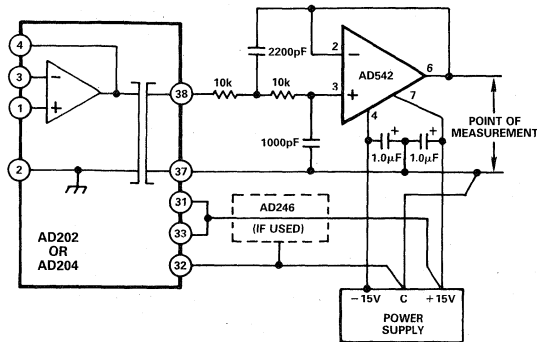 4
3
1
2
−
+
AD202
OR
AD204
38
37
31
33
32
10k
10k
2200pF
1000pF
2
3
−
+
AD542
6
7
4
+
+
1.0μF
1.0μF
POINT OF
MEASUREMENT
AD246
(IF USED)
−15V
C
+15V
POWER
SUPPLY